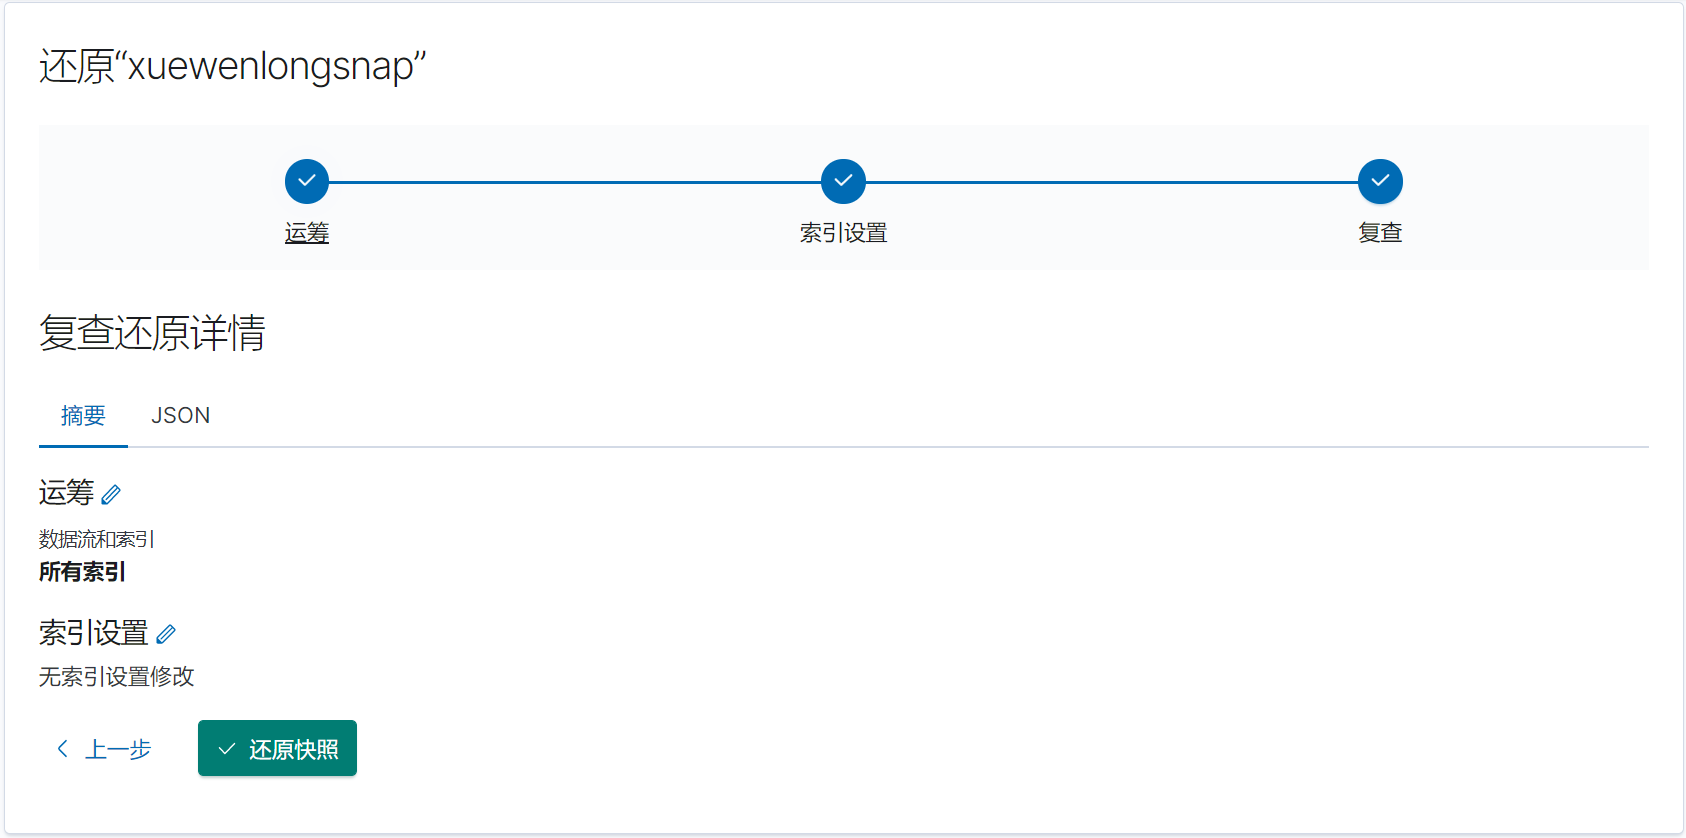 还原“xuewenlongsnap”
运筹
索引设置
复查
复查还原详情
摘要
JSON
运筹
数据流和索引
所有索引
索引设置
无索引设置修改
上一步
还原快照